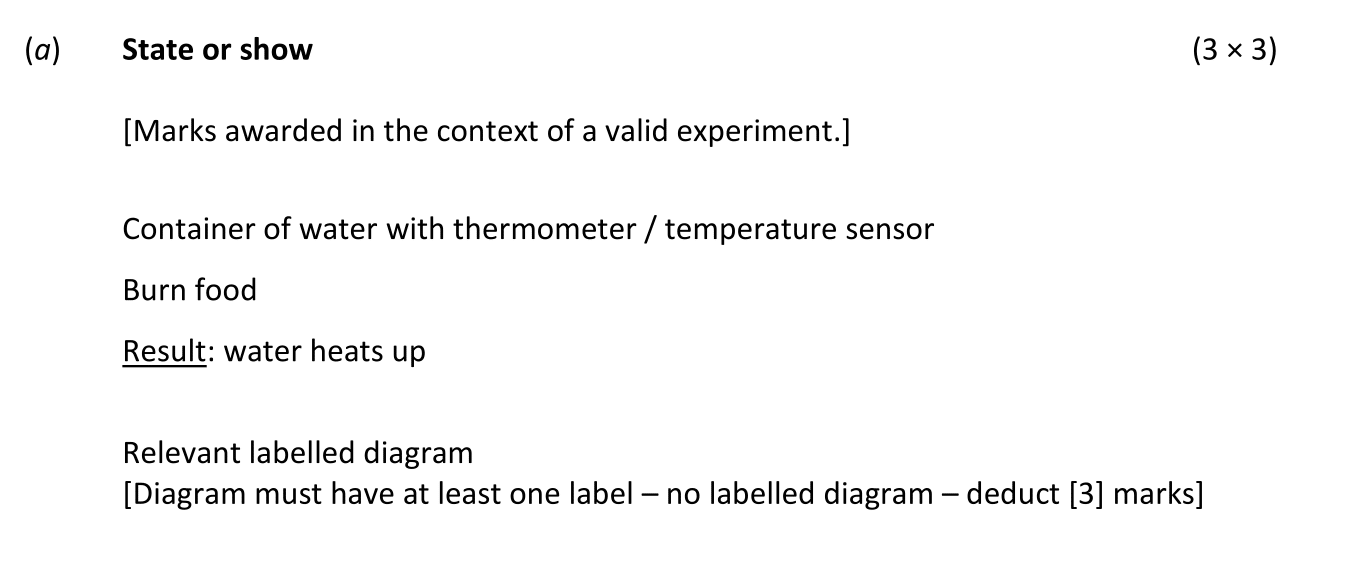 (a) State or show (3 × 3)
[Marks awarded in the context of a valid experiment.]
Container of water with thermometer / temperature sensor
Burn food
Result: water heats up
Relevant labelled diagram
[Diagram must have at least one label – no labelled diagram – deduct [3] marks]